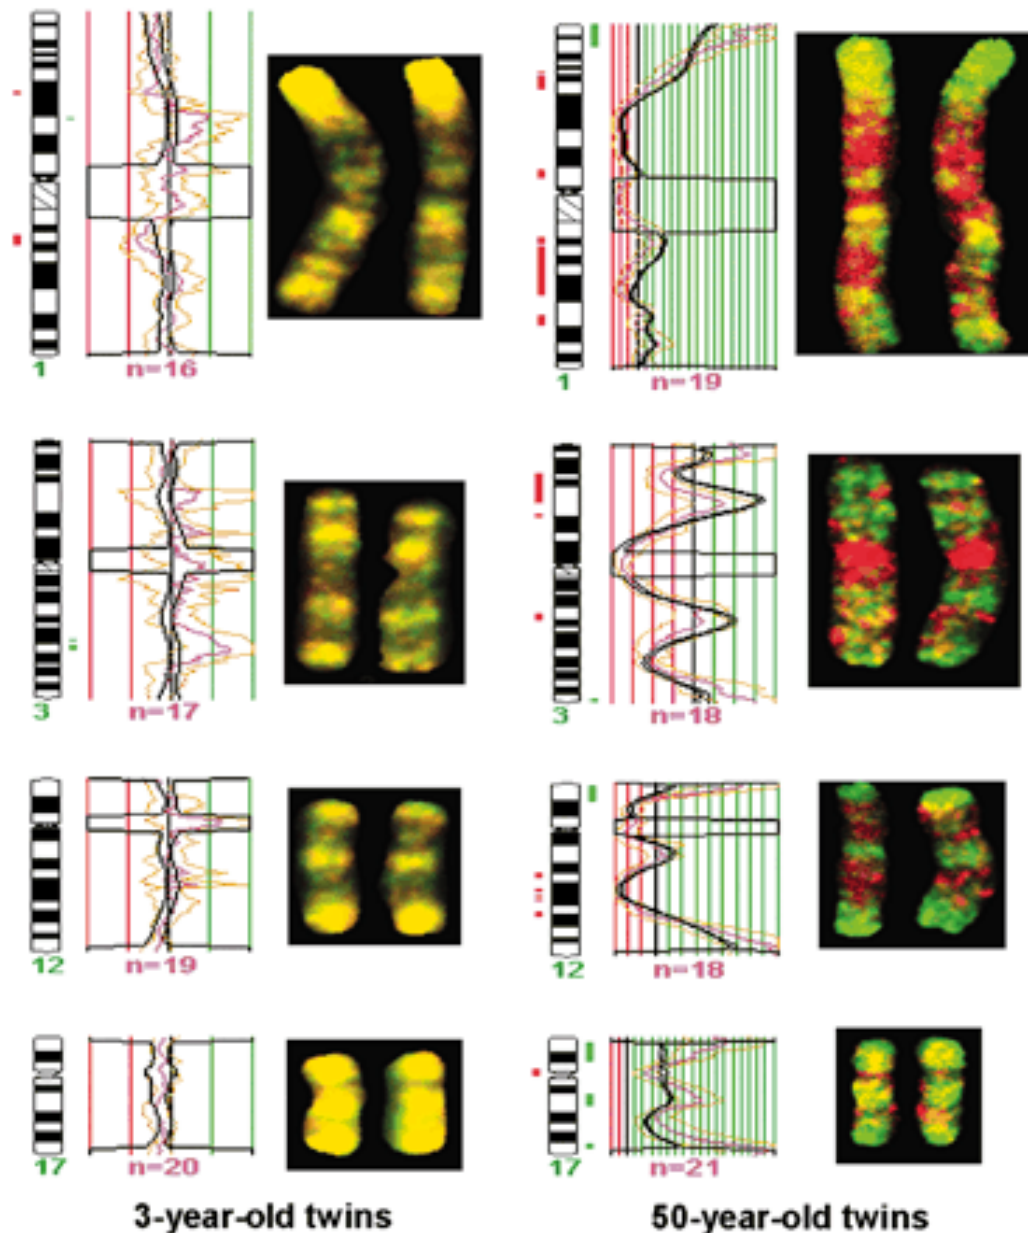 1 n=16 1 n=19
3 n=17 3 n=18
12 n=19 12 n=18
17 n=20 17 n=21
3-year-old twins 50-year-old twins